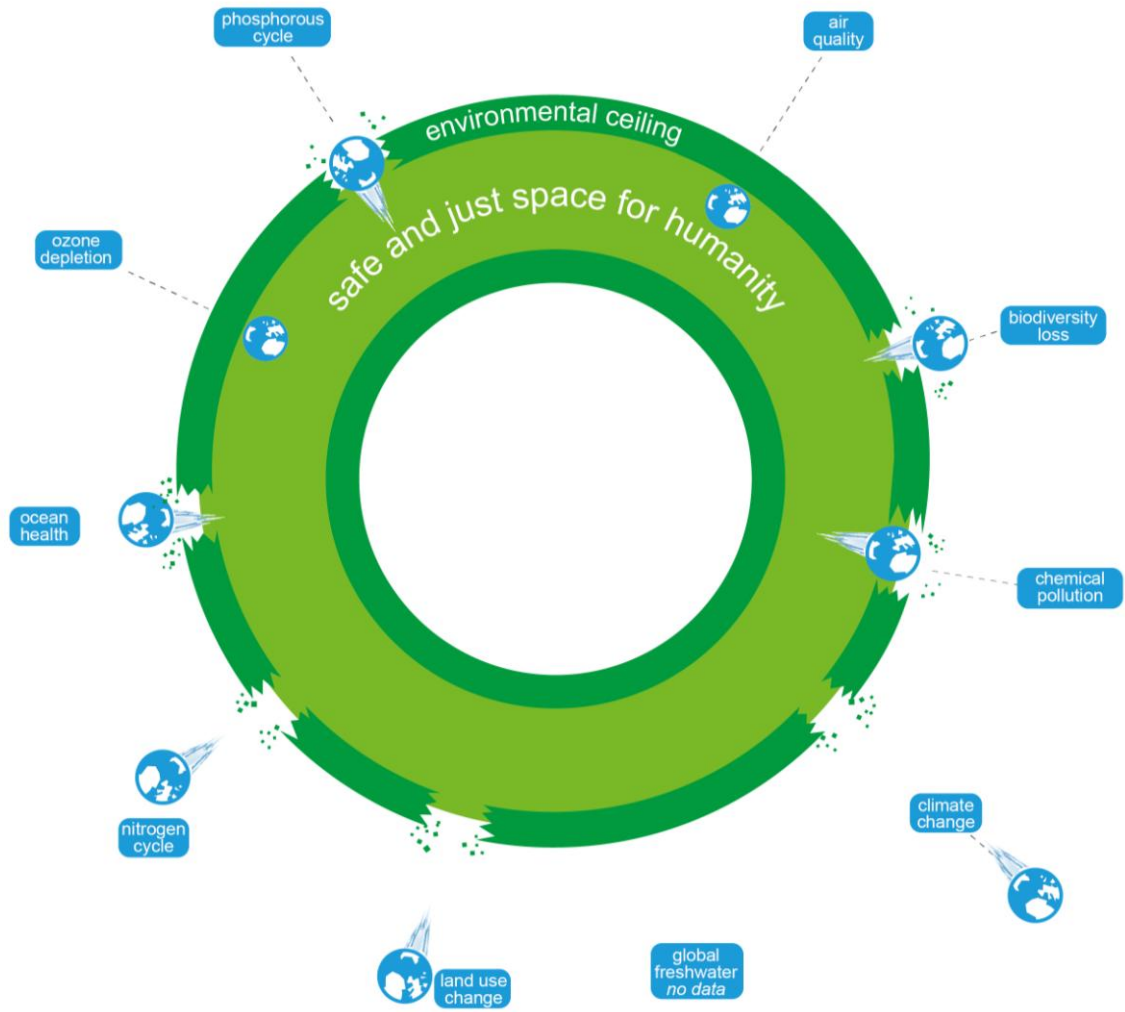 phosphorous
cycle
air
quality
environmental ceiling
safe and just space for humanity
ozone
depletion
biodiversity
loss
ocean
health
chemical
pollution
nitrogen
cycle
climate
change
land use
change
global
freshwater
no data